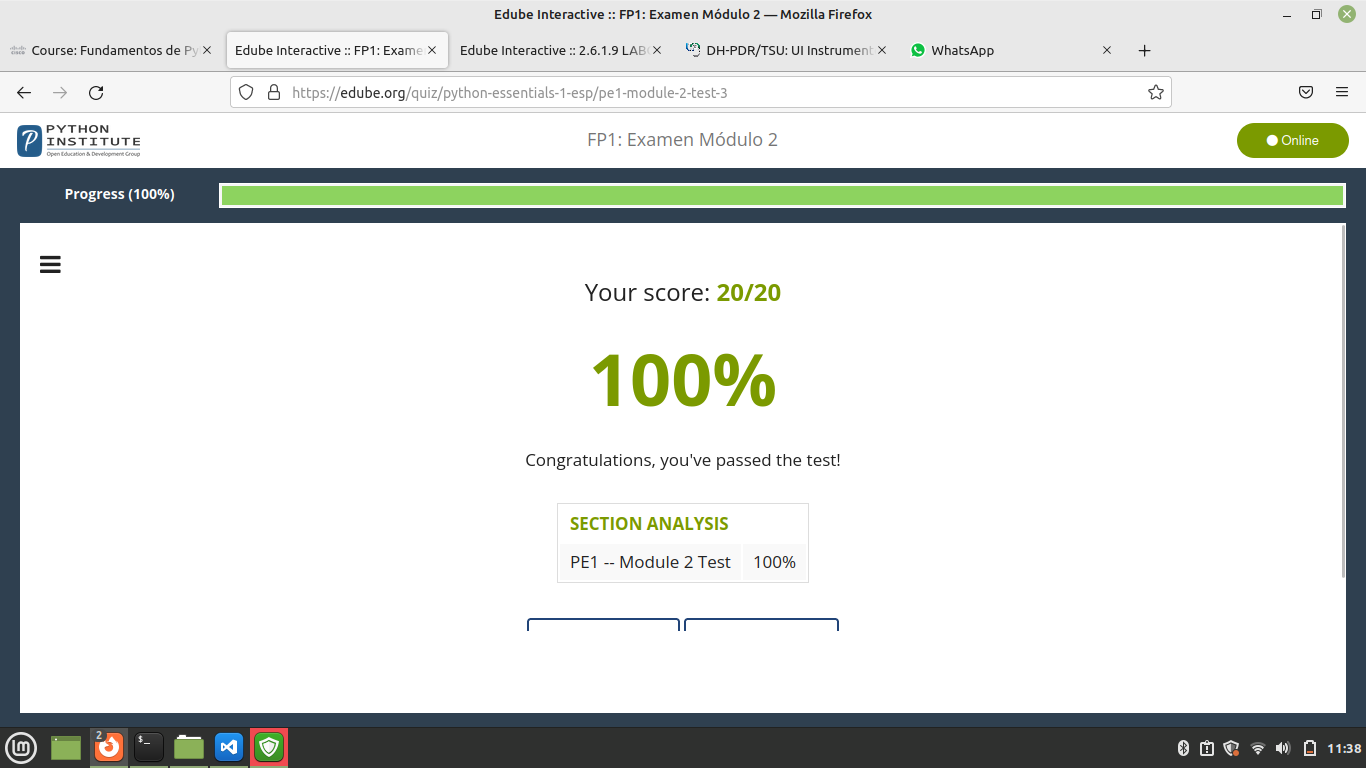 Edube Interactive :: FP1: Examen Módulo 2 — Mozilla Firefox
Course: Fundamentos de Py
Edube Interactive :: FP1: Exame
Edube Interactive :: 2.6.1.9 LAB
DH-PDR/TSU: UI Instrument
WhatsApp
https://edube.org/quiz/python-essentials-1-esp/pe1-module-2-test-3
PYTHON
INSTITUTE
Open Education & Development Group
FP1: Examen Módulo 2
Online
Progress (100%)
Your score: 20/20
100%
Congratulations, you've passed the test!
SECTION ANALYSIS
PE1 -- Module 2 Test 100%
2
$_
11:38